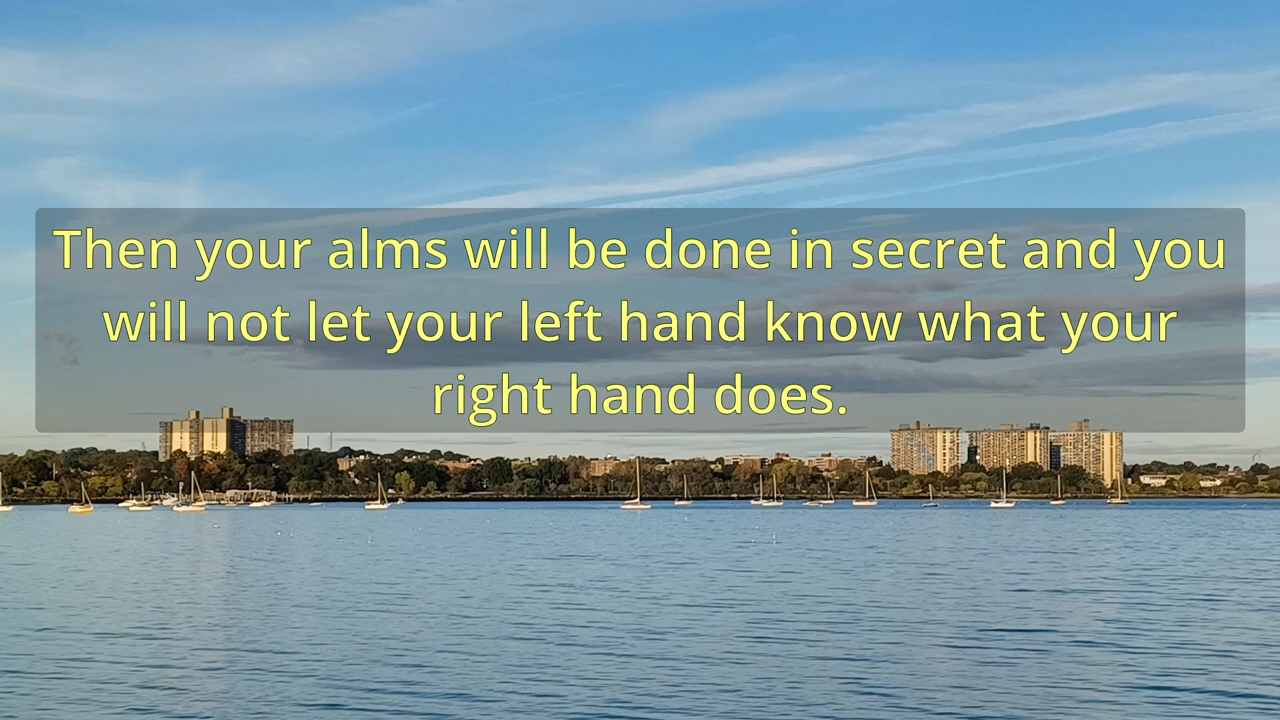 Then your alms will be done in secret and you
will not let your left hand know what your
right hand does.